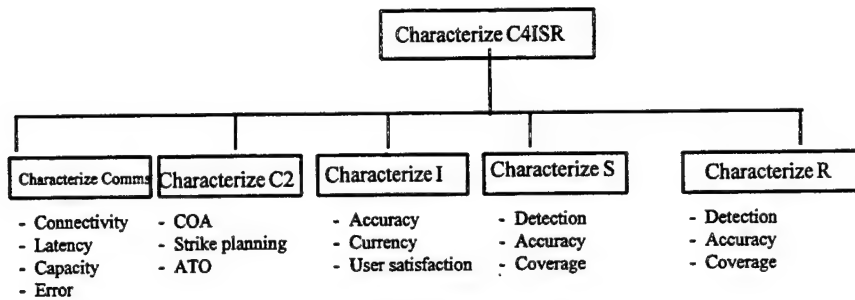 Characterize C4ISR
Characterize Comms
- Connectivity
- Latency
- Capacity
- Error
Characterize C2
- COA
- Strike planning
- ATO
Characterize I
- Accuracy
- Currency
- User satisfaction
Characterize S
- Detection
- Accuracy
- Coverage
Characterize R
- Detection
- Accuracy
- Coverage